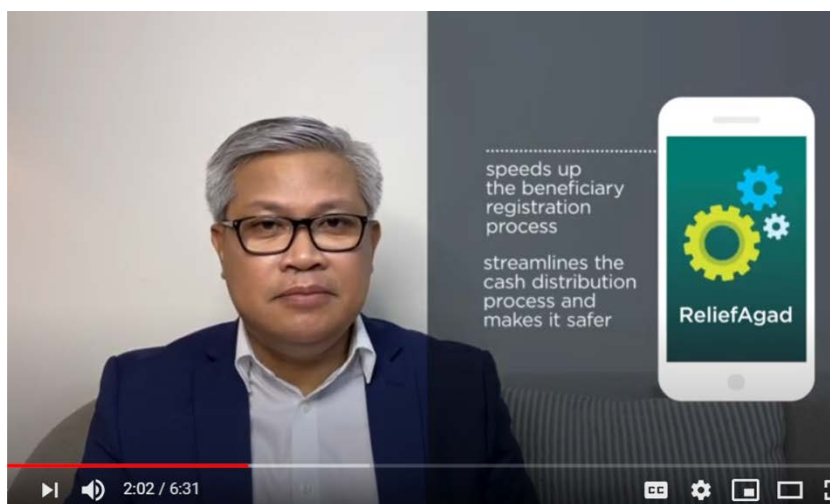 speeds up
the beneficiary
registration
process
streamlines the
cash distribution
process and
makes it safer
ReliefAgad
2:02 / 6:31
CC